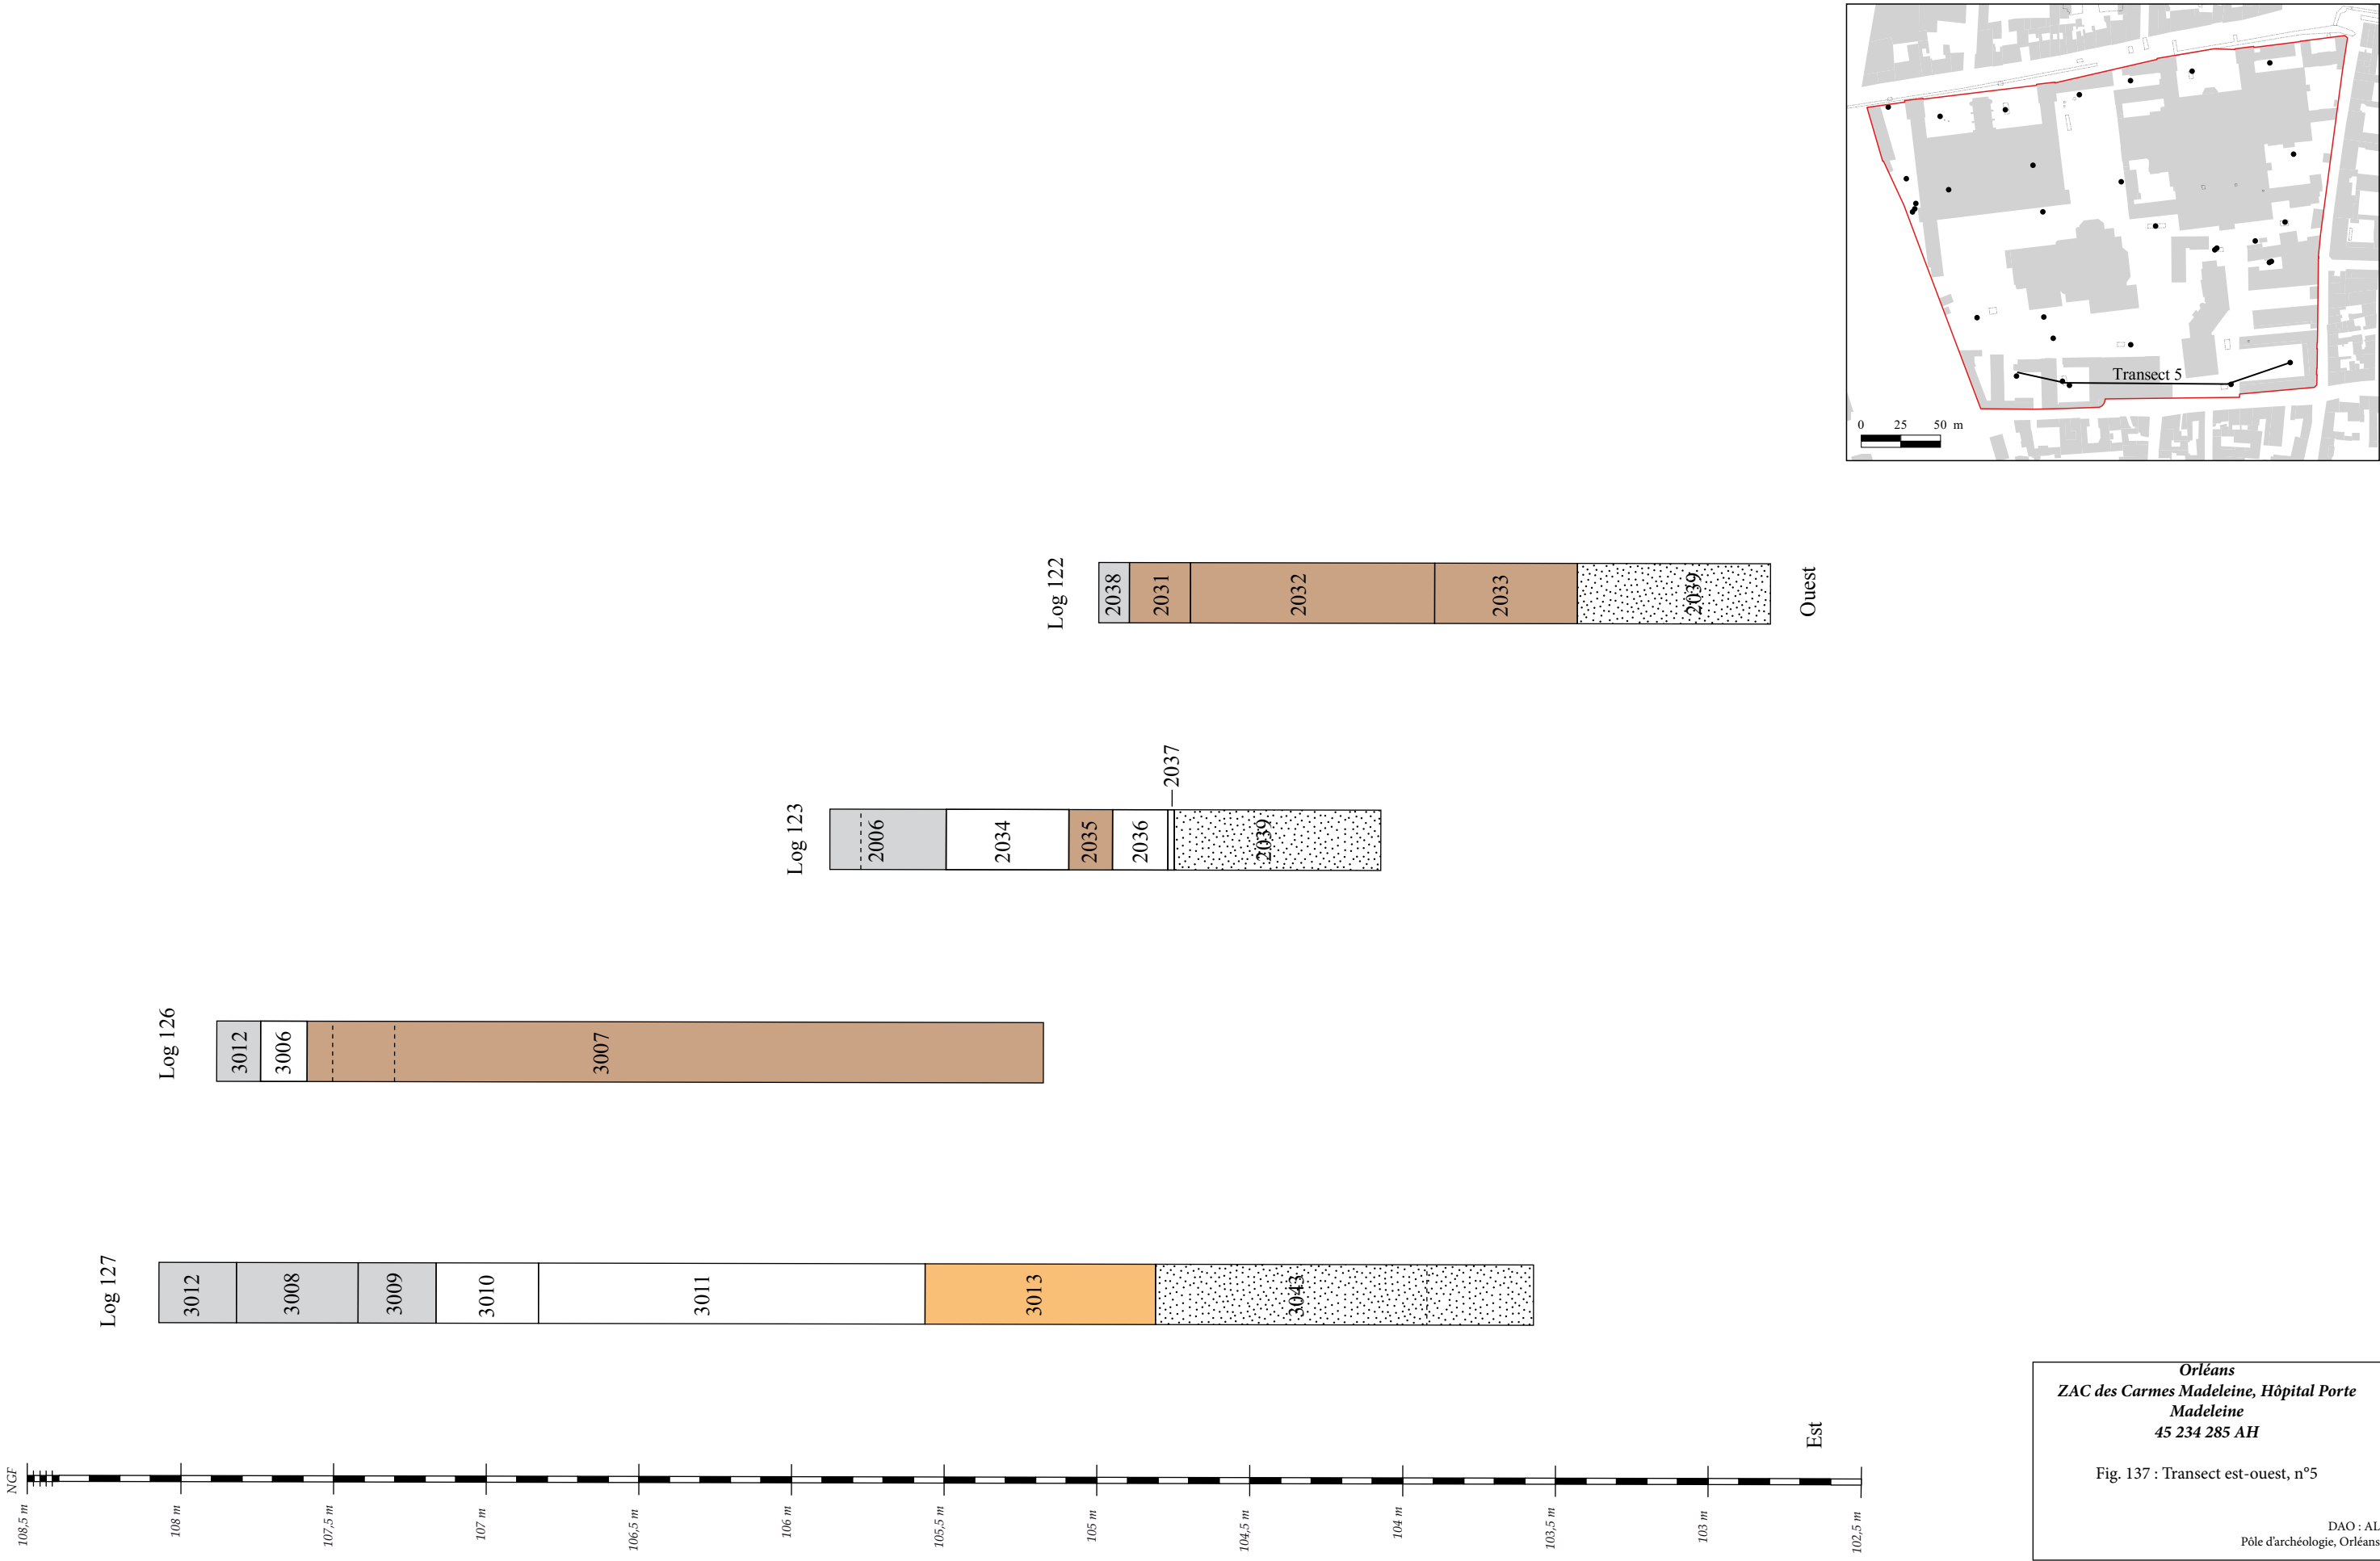 Transect 5
0 25 50 m
Log 122
2038
2031
2032
2033
2039
Ouest
2037
Log 123
2006
2034
2035
2036
2039
Log 126
3012
3006
3007
Log 127
3012
3008
3009
3010
3011
3013
3043
Est
NGF
108,5 m
108 m
107,5 m
107 m
106,5 m
106 m
105,5 m
105 m
104,5 m
104 m
103,5 m
103 m
102,5 m
Orléans
ZAC des Carmes Madeleine, Hôpital Porte
Madeleine
45 234 285 AH
Fig. 137 : Transect est-ouest, n°5
DAO : AL
Pôle d'archéologie, Orléans